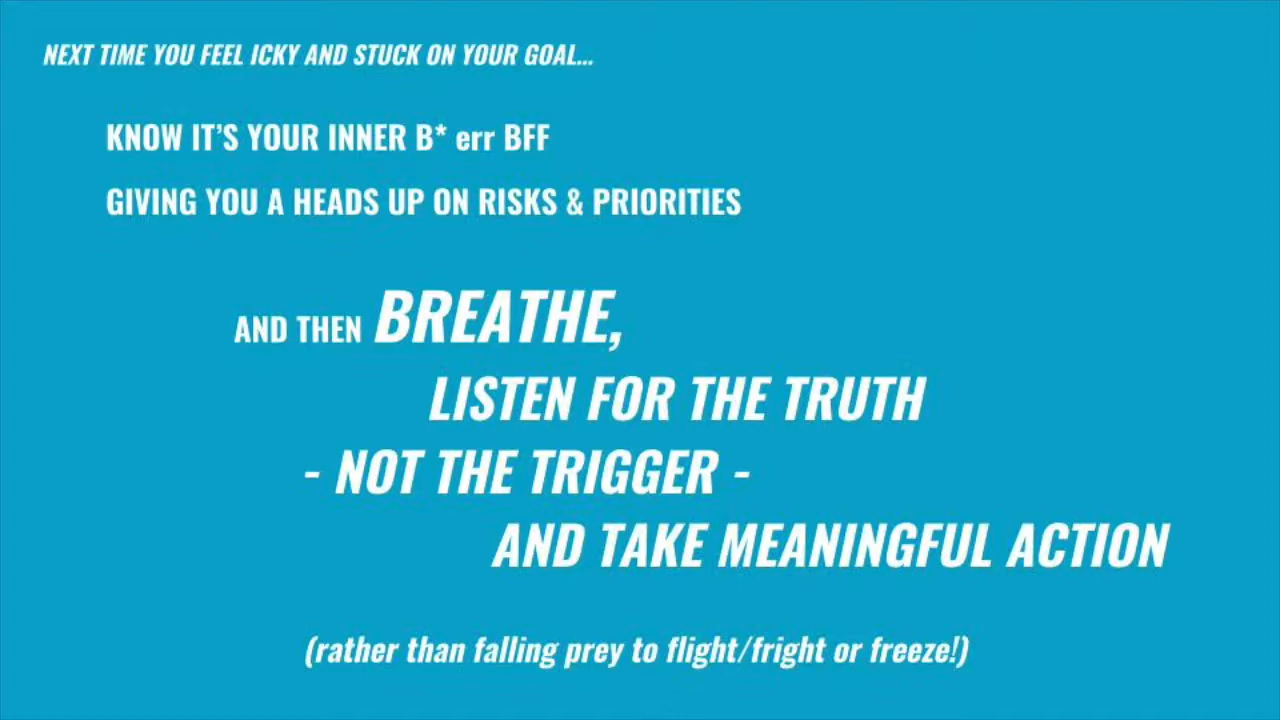 NEXT TIME YOU FEEL ICKY AND STUCK ON YOUR GOAL...
KNOW IT'S YOUR INNER B* err BFF
GIVING YOU A HEADS UP ON RISKS & PRIORITIES
AND THEN BREATHE,
LISTEN FOR THE TRUTH
- NOT THE TRIGGER -
AND TAKE MEANINGFUL ACTION
(rather than falling prey to flight/fright or freeze!)